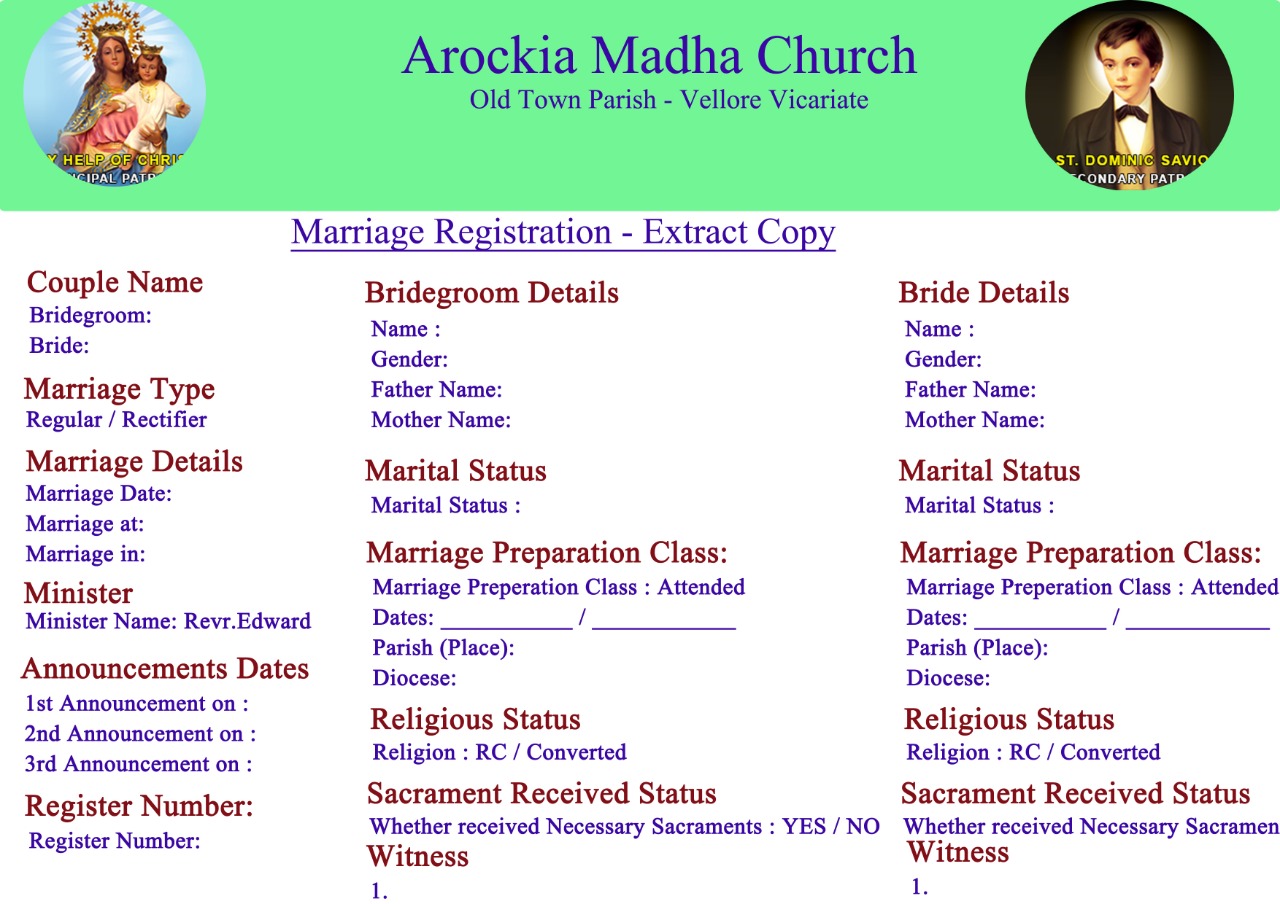 Arockia Madha Church
Old Town Parish - Vellore Vicariate
Y HELP OF CHRIS
CIPAL PATR
ST. DOMINIC SAVIO
ECONDARY PATR
Marriage Registration - Extract Copy
Couple Name
Bridegroom:
Bride:
Marriage Type
Regular / Rectifier
Marriage Details
Marriage Date:
Marriage at:
Marriage in:
Minister
Minister Name: Revr.Edward
Announcements Dates
1st Announcement on :
2nd Announcement on :
3rd Announcement on :
Register Number:
Register Number:
Bridegroom Details
Name :
Gender:
Father Name:
Mother Name:
Marital Status
Marital Status :
Marriage Preparation Class:
Marriage Preperation Class : Attended
Dates: ___________ / ____________
Parish (Place):
Diocese:
Religious Status
Religion : RC / Converted
Sacrament Received Status
Whether received Necessary Sacraments : YES / NO
Witness
1.
Bride Details
Name :
Gender:
Father Name:
Mother Name:
Marital Status
Marital Status :
Marriage Preparation Class:
Marriage Preperation Class : Attended
Dates: ___________ / ____________
Parish (Place):
Diocese:
Religious Status
Religion : RC / Converted
Sacrament Received Status
Whether received Necessary Sacramen
Witness
1.